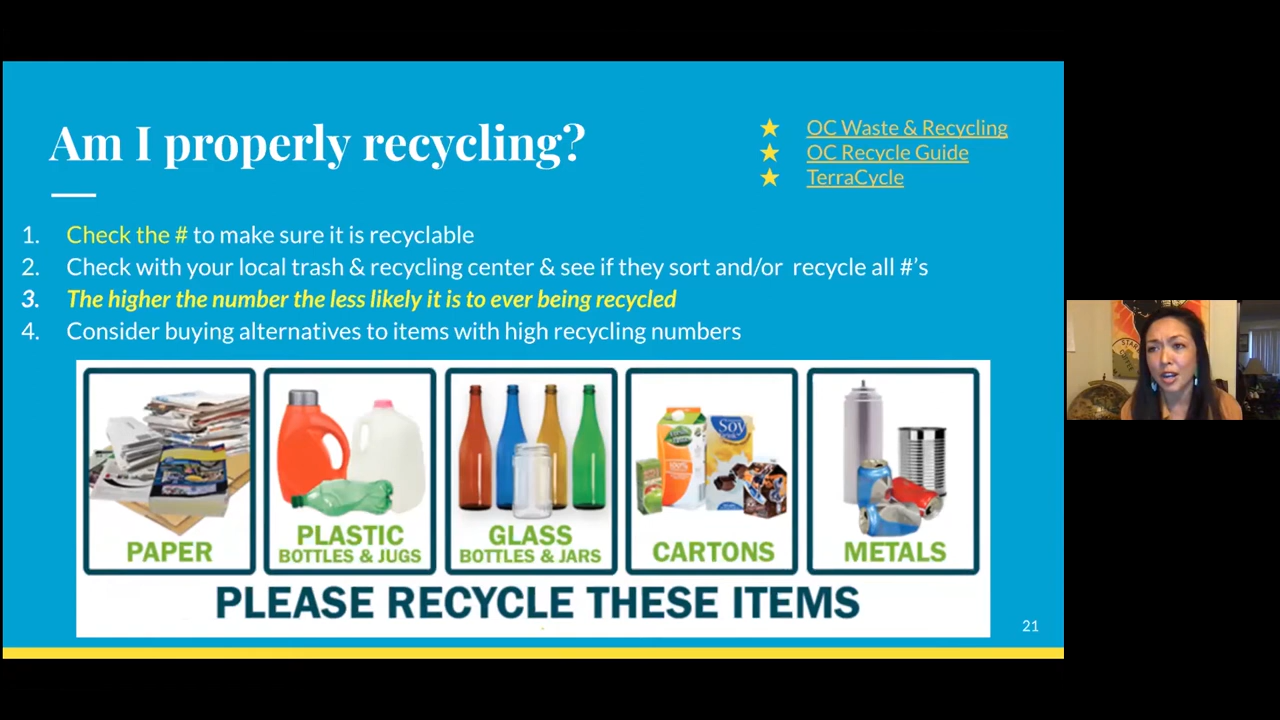 Am I properly recycling?
★ OC Waste & Recycling
★ OC Recycle Guide
★ TerraCycle
1. Check the # to make sure it is recyclable
2. Check with your local trash & recycling center & see if they sort and/or recycle all #'s
3. The higher the number the less likely it is to ever being recycled
4. Consider buying alternatives to items with high recycling numbers
Soy
100%
PAPER
PLASTIC
BOTTLES & JUGS
GLASS
BOTTLES & JARS
CARTONS
METALS
PLEASE RECYCLE THESE ITEMS
21